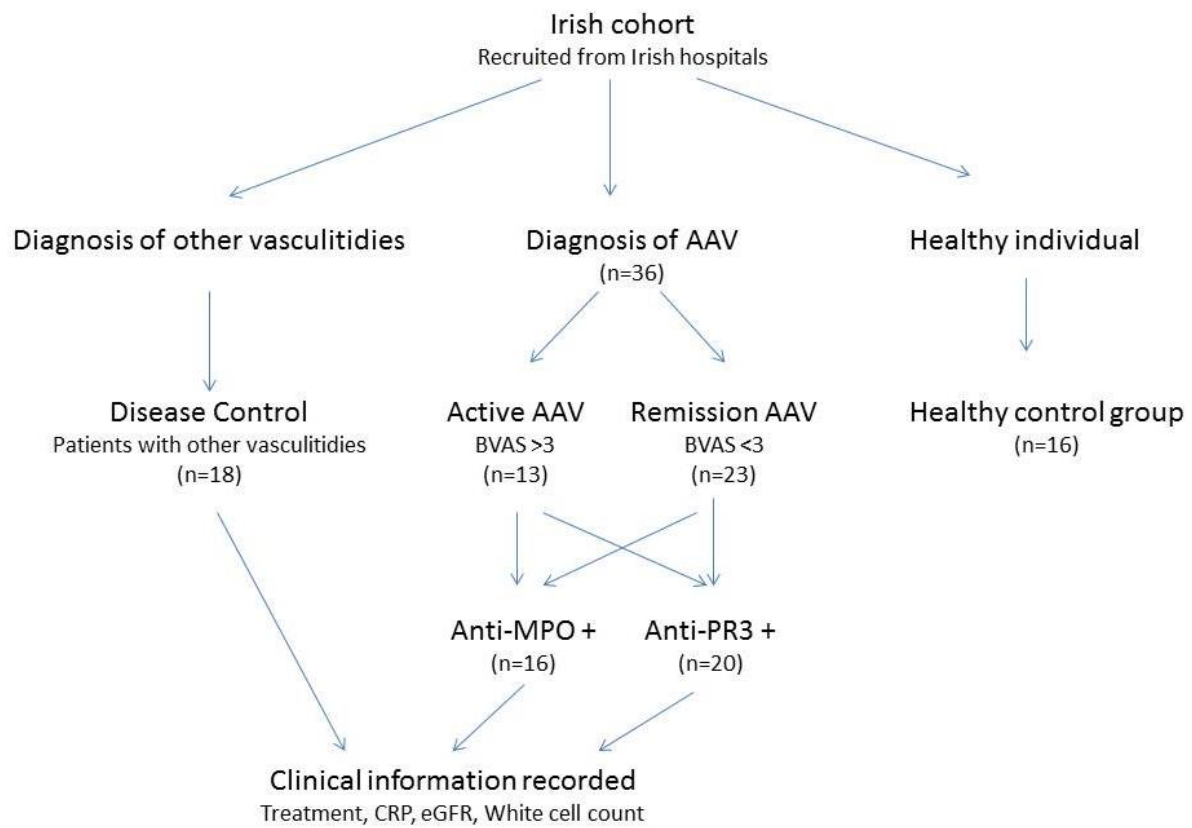 Irish cohort
Recruited from Irish hospitals
Diagnosis of other vasculitidies
Diagnosis of AAV
(n=36)
Healthy individual
Disease Control
Patients with other vasculitidies
(n=18)
Active AAV
BVAS >3
(n=13)
Remission AAV
BVAS <3
(n=23)
Healthy control group
(n=16)
Anti-MPO +
(n=16)
Anti-PR3 +
(n=20)
Clinical information recorded
Treatment, CRP, eGFR, White cell count